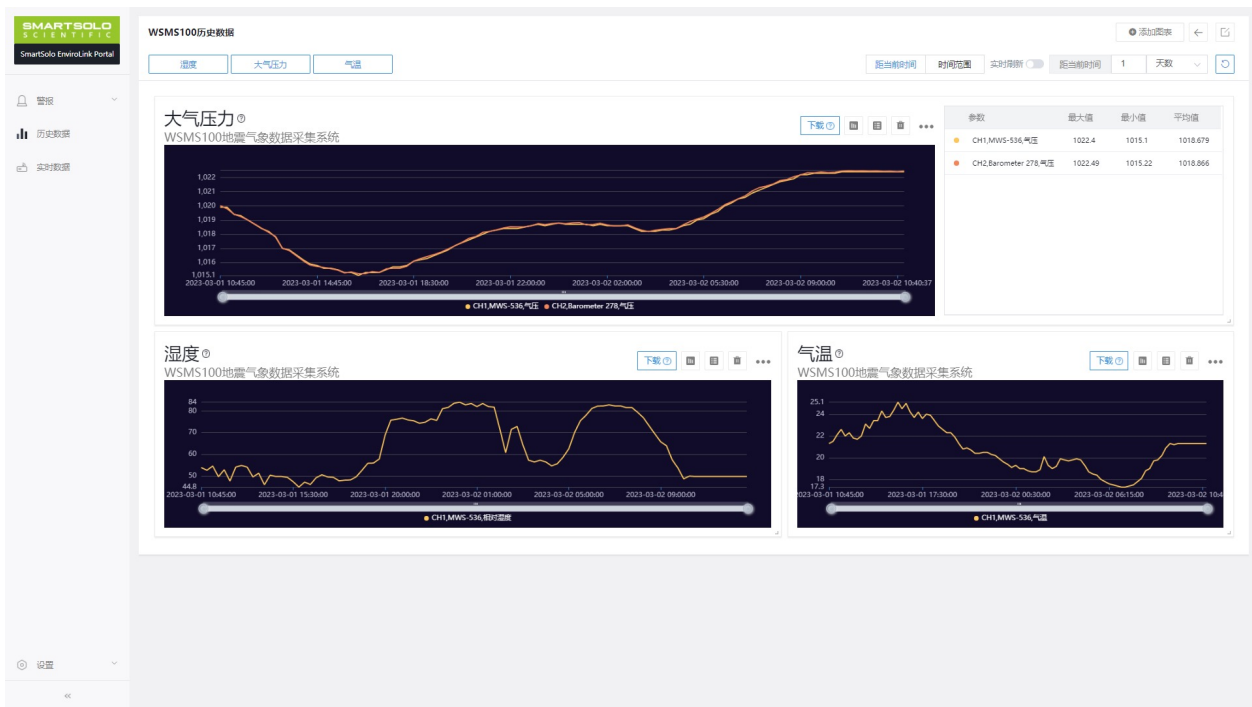 SMARTSOLO
SCIENTIFIC
SmartSolo EnviroLink Portal
警报
历史数据
实时数据
设置
WSMS100历史数据
添加图表
湿度 大气压力 气温
距当前时间 时间范围 实时刷新 距当前时间 1 天数
大气压力
WSMS100地震气象数据采集系统
下载
参数 最大值 最小值 平均值
CH1,MWS-536,气压 1022.4 1015.1 1018.679
CH2,Barometer 278,气压 1022.49 1015.22 1018.866
1,022
1,021
1,020
1,019
1,018
1,017
1,016
1,015.1
2023-03-01 10:45:00 2023-03-01 14:45:00 2023-03-01 18:30:00 2023-03-01 22:00:00 2023-03-02 02:00:00 2023-03-02 05:30:00 2023-03-02 09:00:00 2023-03-02 10:40:37
CH1,MWS-536,气压 CH2,Barometer 278,气压
湿度
WSMS100地震气象数据采集系统
下载
84
80
70
60
50
44.8
2023-03-01 10:45:00 2023-03-01 15:30:00 2023-03-01 20:00:00 2023-03-02 01:00:00 2023-03-02 05:00:00 2023-03-02 09:00:00
CH1,MWS-536,相对湿度
气温
WSMS100地震气象数据采集系统
下载
25.1
24
22
20
18
17.3
2023-03-01 10:45:00 2023-03-01 17:30:00 2023-03-02 00:30:00 2023-03-02 06:15:00 2023-03-02 10:4
CH1,MWS-536,气温